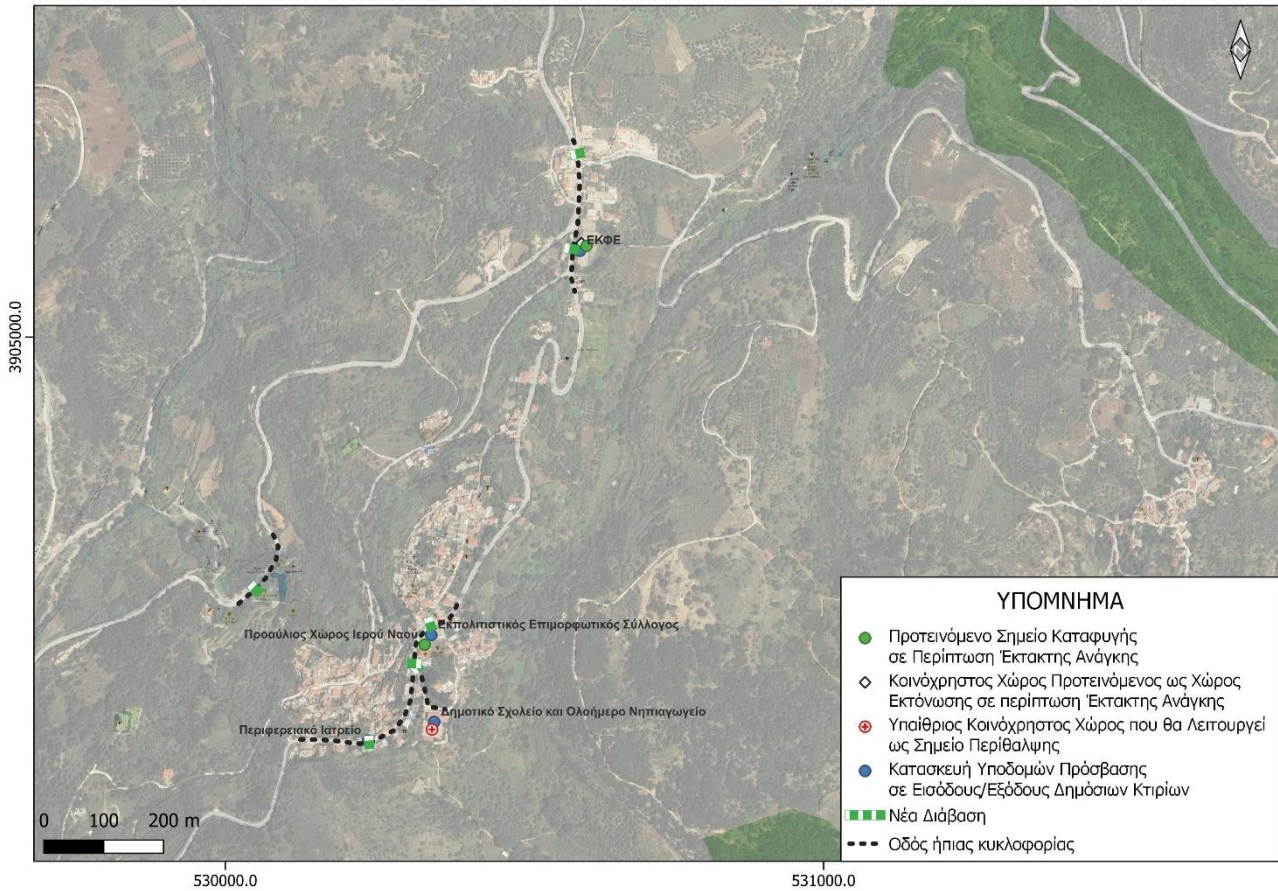 N
ΕΚΦΕ
3905000.0
Εκπολιτιστικός Επιμορφωτικός Σύλλογος
Προαύλιος Χώρος Ιερού Ναού
Δημοτικό Σχολείο και Ολοήμερο Νηπιαγωγείο
Περιφερειακό Ιατρείο
0 100 200 m
530000.0
531000.0
ΥΠΟΜΝΗΜΑ
Προτεινόμενο Σημείο Καταφυγής
σε Περίπτωση Έκτακτης Ανάγκης
Κοινόχρηστος Χώρος Προτεινόμενος ως Χώρος
Εκτόνωσης σε περίπτωση Έκτακτης Ανάγκης
Υπαίθριος Κοινόχρηστος Χώρος που θα Λειτουργεί
ως Σημείο Περίθαλψης
Κατασκευή Υποδομών Πρόσβασης
σε Εισόδους/Εξόδους Δημόσιων Κτιρίων
Νέα Διάβαση
Οδός ήπιας κυκλοφορίας